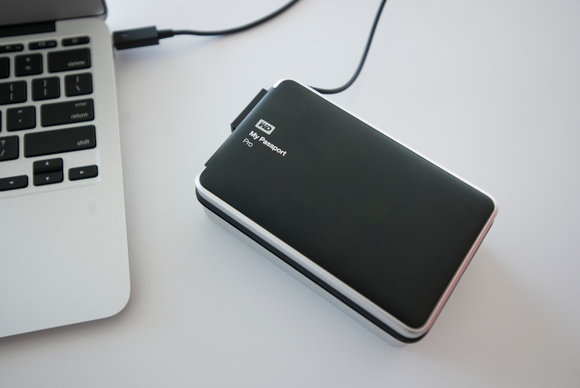 WD
My Passport
Pro
delete
return
shift